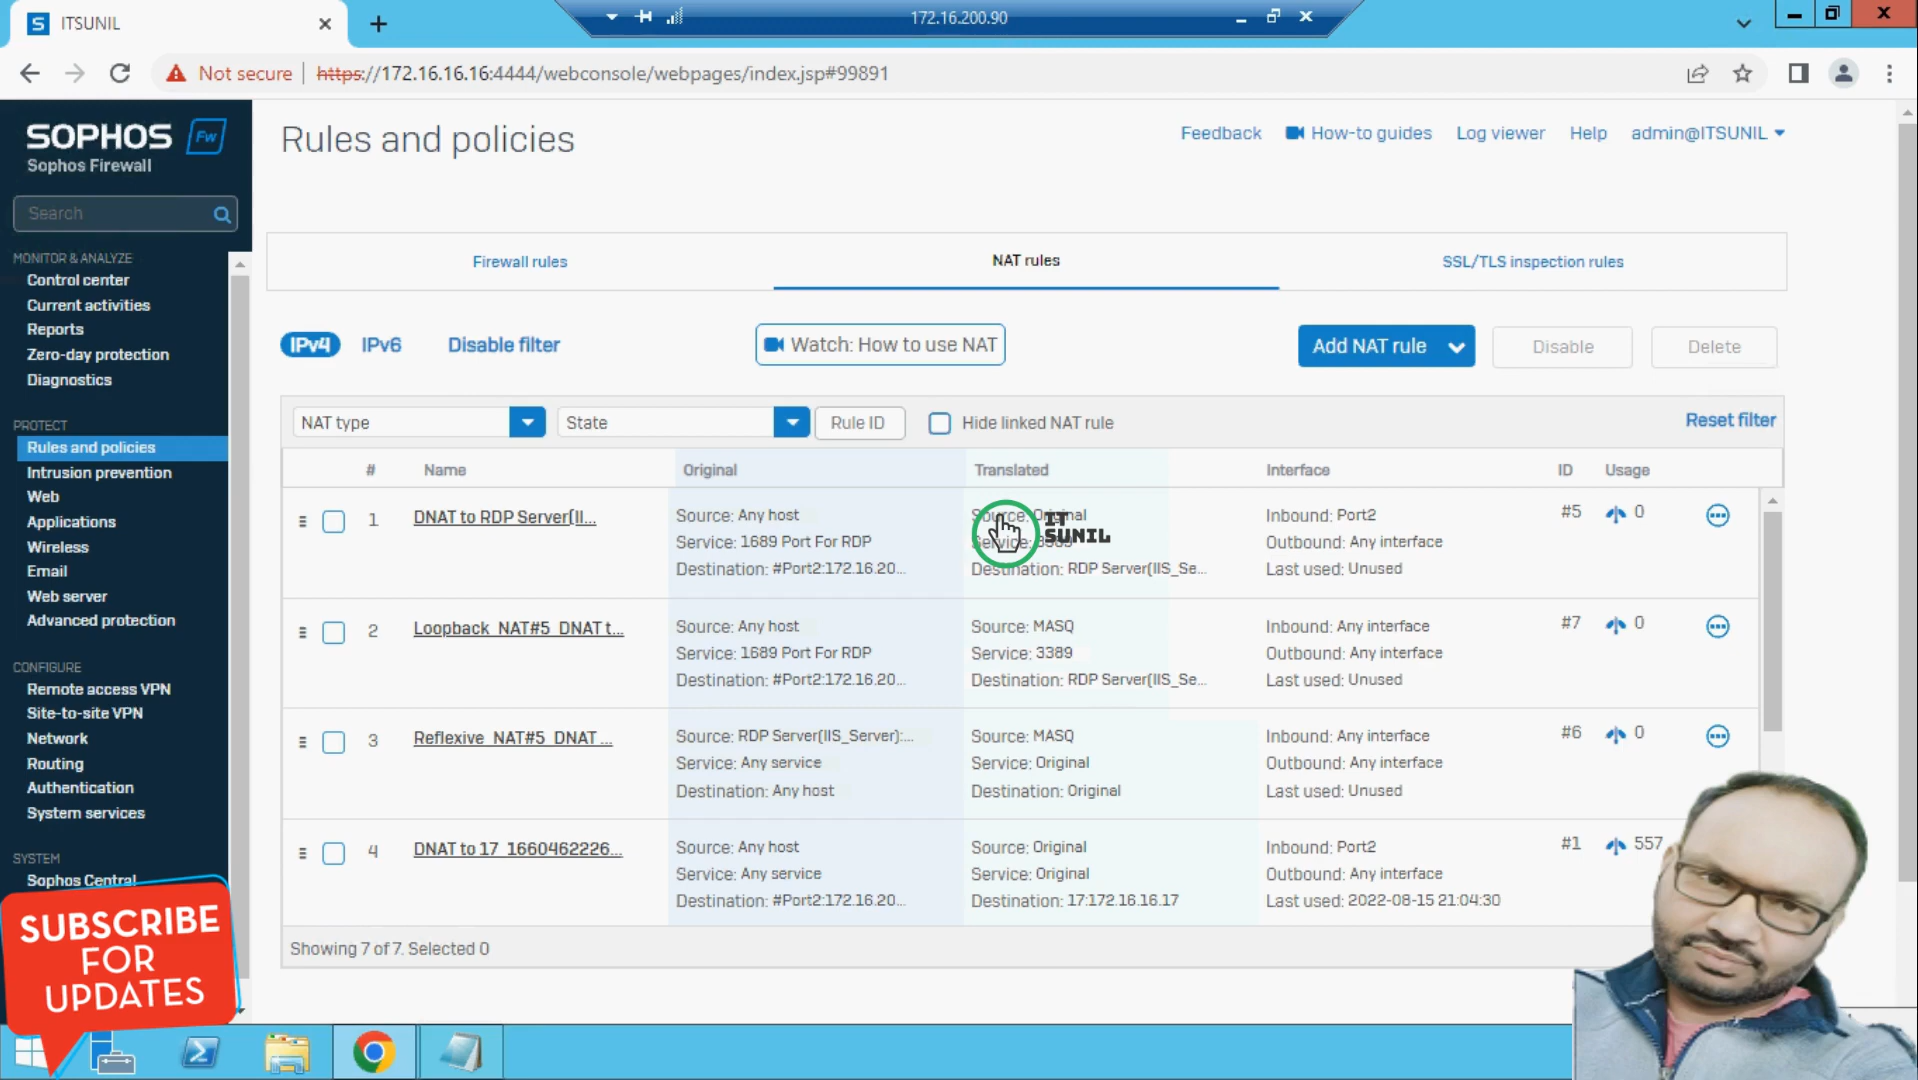 ITSUNIL
172.16.200.90
Not secure | https://172.16.16.16:4444/webconsole/webpages/index.jsp#99891
SOPHOS Fw
Sophos Firewall
Search
MONITOR & ANALYZE
Control center
Current activities
Reports
Zero-day protection
Diagnostics
PROTECT
Rules and policies
Intrusion prevention
Web
Applications
Wireless
Email
Web server
Advanced protection
CONFIGURE
Remote access VPN
Site-to-site VPN
Network
Routing
Authentication
System services
SYSTEM
Sophos Central
SUBSCRIBE
FOR
UPDATES
Rules and policies
Feedback How-to guides Log viewer Help admin@ITSUNIL
Firewall rules NAT rules SSL/TLS inspection rules
IPv4 IPv6 Disable filter Watch: How to use NAT Add NAT rule Disable Delete
NAT type State Rule ID Hide linked NAT rule Reset filter
# Name Original Translated Interface ID Usage
1 DNAT to RDP Server(II... Source: Any host Source: Original Inbound: Port2 #5 0
Service: 1689 Port For RDP Service: 3389 Outbound: Any interface
Destination: #Port2:172.16.20... Destination: RDP Server(IIS_Se... Last used: Unused
IT
SUNIL
2 Loopback_NAT#5_DNAT t... Source: Any host Source: MASQ Inbound: Any interface #7 0
Service: 1689 Port For RDP Service: 3389 Outbound: Any interface
Destination: #Port2:172.16.20... Destination: RDP Server(IIS_Se... Last used: Unused
3 Reflexive_NAT#5_DNAT ... Source: RDP Server(IIS_Server):... Source: MASQ Inbound: Any interface #6 0
Service: Any service Service: Original Outbound: Any interface
Destination: Any host Destination: Original Last used: Unused
4 DNAT to 17_1660462226... Source: Any host Source: Original Inbound: Port2 #1 557
Service: Any service Service: Original Outbound: Any interface
Destination: #Port2:172.16.20... Destination: 17:172.16.16.17 Last used: 2022-08-15 21:04:30
Showing 7 of 7. Selected 0